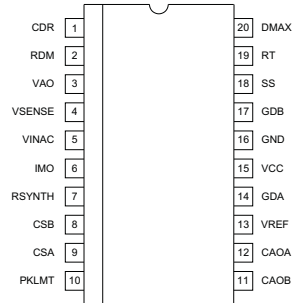 CDR 1 20 DMAX
RDM 2 19 RT
VAO 3 18 SS
VSENSE 4 17 GDB
VINAC 5 16 GND
IMO 6 15 VCC
RSYNTH 7 14 GDA
CSB 8 13 VREF
CSA 9 12 CAOA
PKLMT 10 11 CAOB